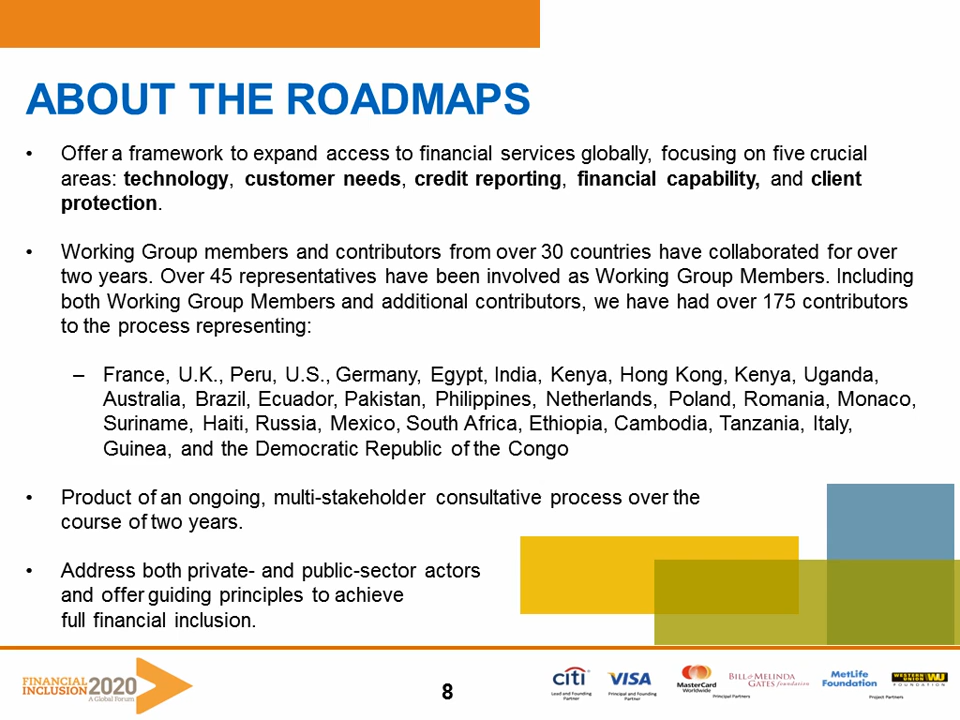 ABOUT THE ROADMAPS
• Offer a framework to expand access to financial services globally, focusing on five crucial
areas: technology, customer needs, credit reporting, financial capability, and client
protection.
• Working Group members and contributors from over 30 countries have collaborated for over
two years. Over 45 representatives have been involved as Working Group Members. Including
both Working Group Members and additional contributors, we have had over 175 contributors
to the process representing:
– France, U.K., Peru, U.S., Germany, Egypt, India, Kenya, Hong Kong, Kenya, Uganda,
Australia, Brazil, Ecuador, Pakistan, Philippines, Netherlands, Poland, Romania, Monaco,
Suriname, Haiti, Russia, Mexico, South Africa, Ethiopia, Cambodia, Tanzania, Italy,
Guinea, and the Democratic Republic of the Congo
• Product of an ongoing, multi-stakeholder consultative process over the
course of two years.
• Address both private- and public-sector actors
and offer guiding principles to achieve
full financial inclusion.
FINANCIAL
INCLUSION 2020
A Global Forum
8
citi
Lead and Founding
Partner
VISA
Principal and Founding
Partner
MasterCard
Worldwide
BILL & MELINDA
GATES foundation
Principal Partners
MetLife
Foundation
WESTERN
UNION WU
FOUNDATION
Project Partners